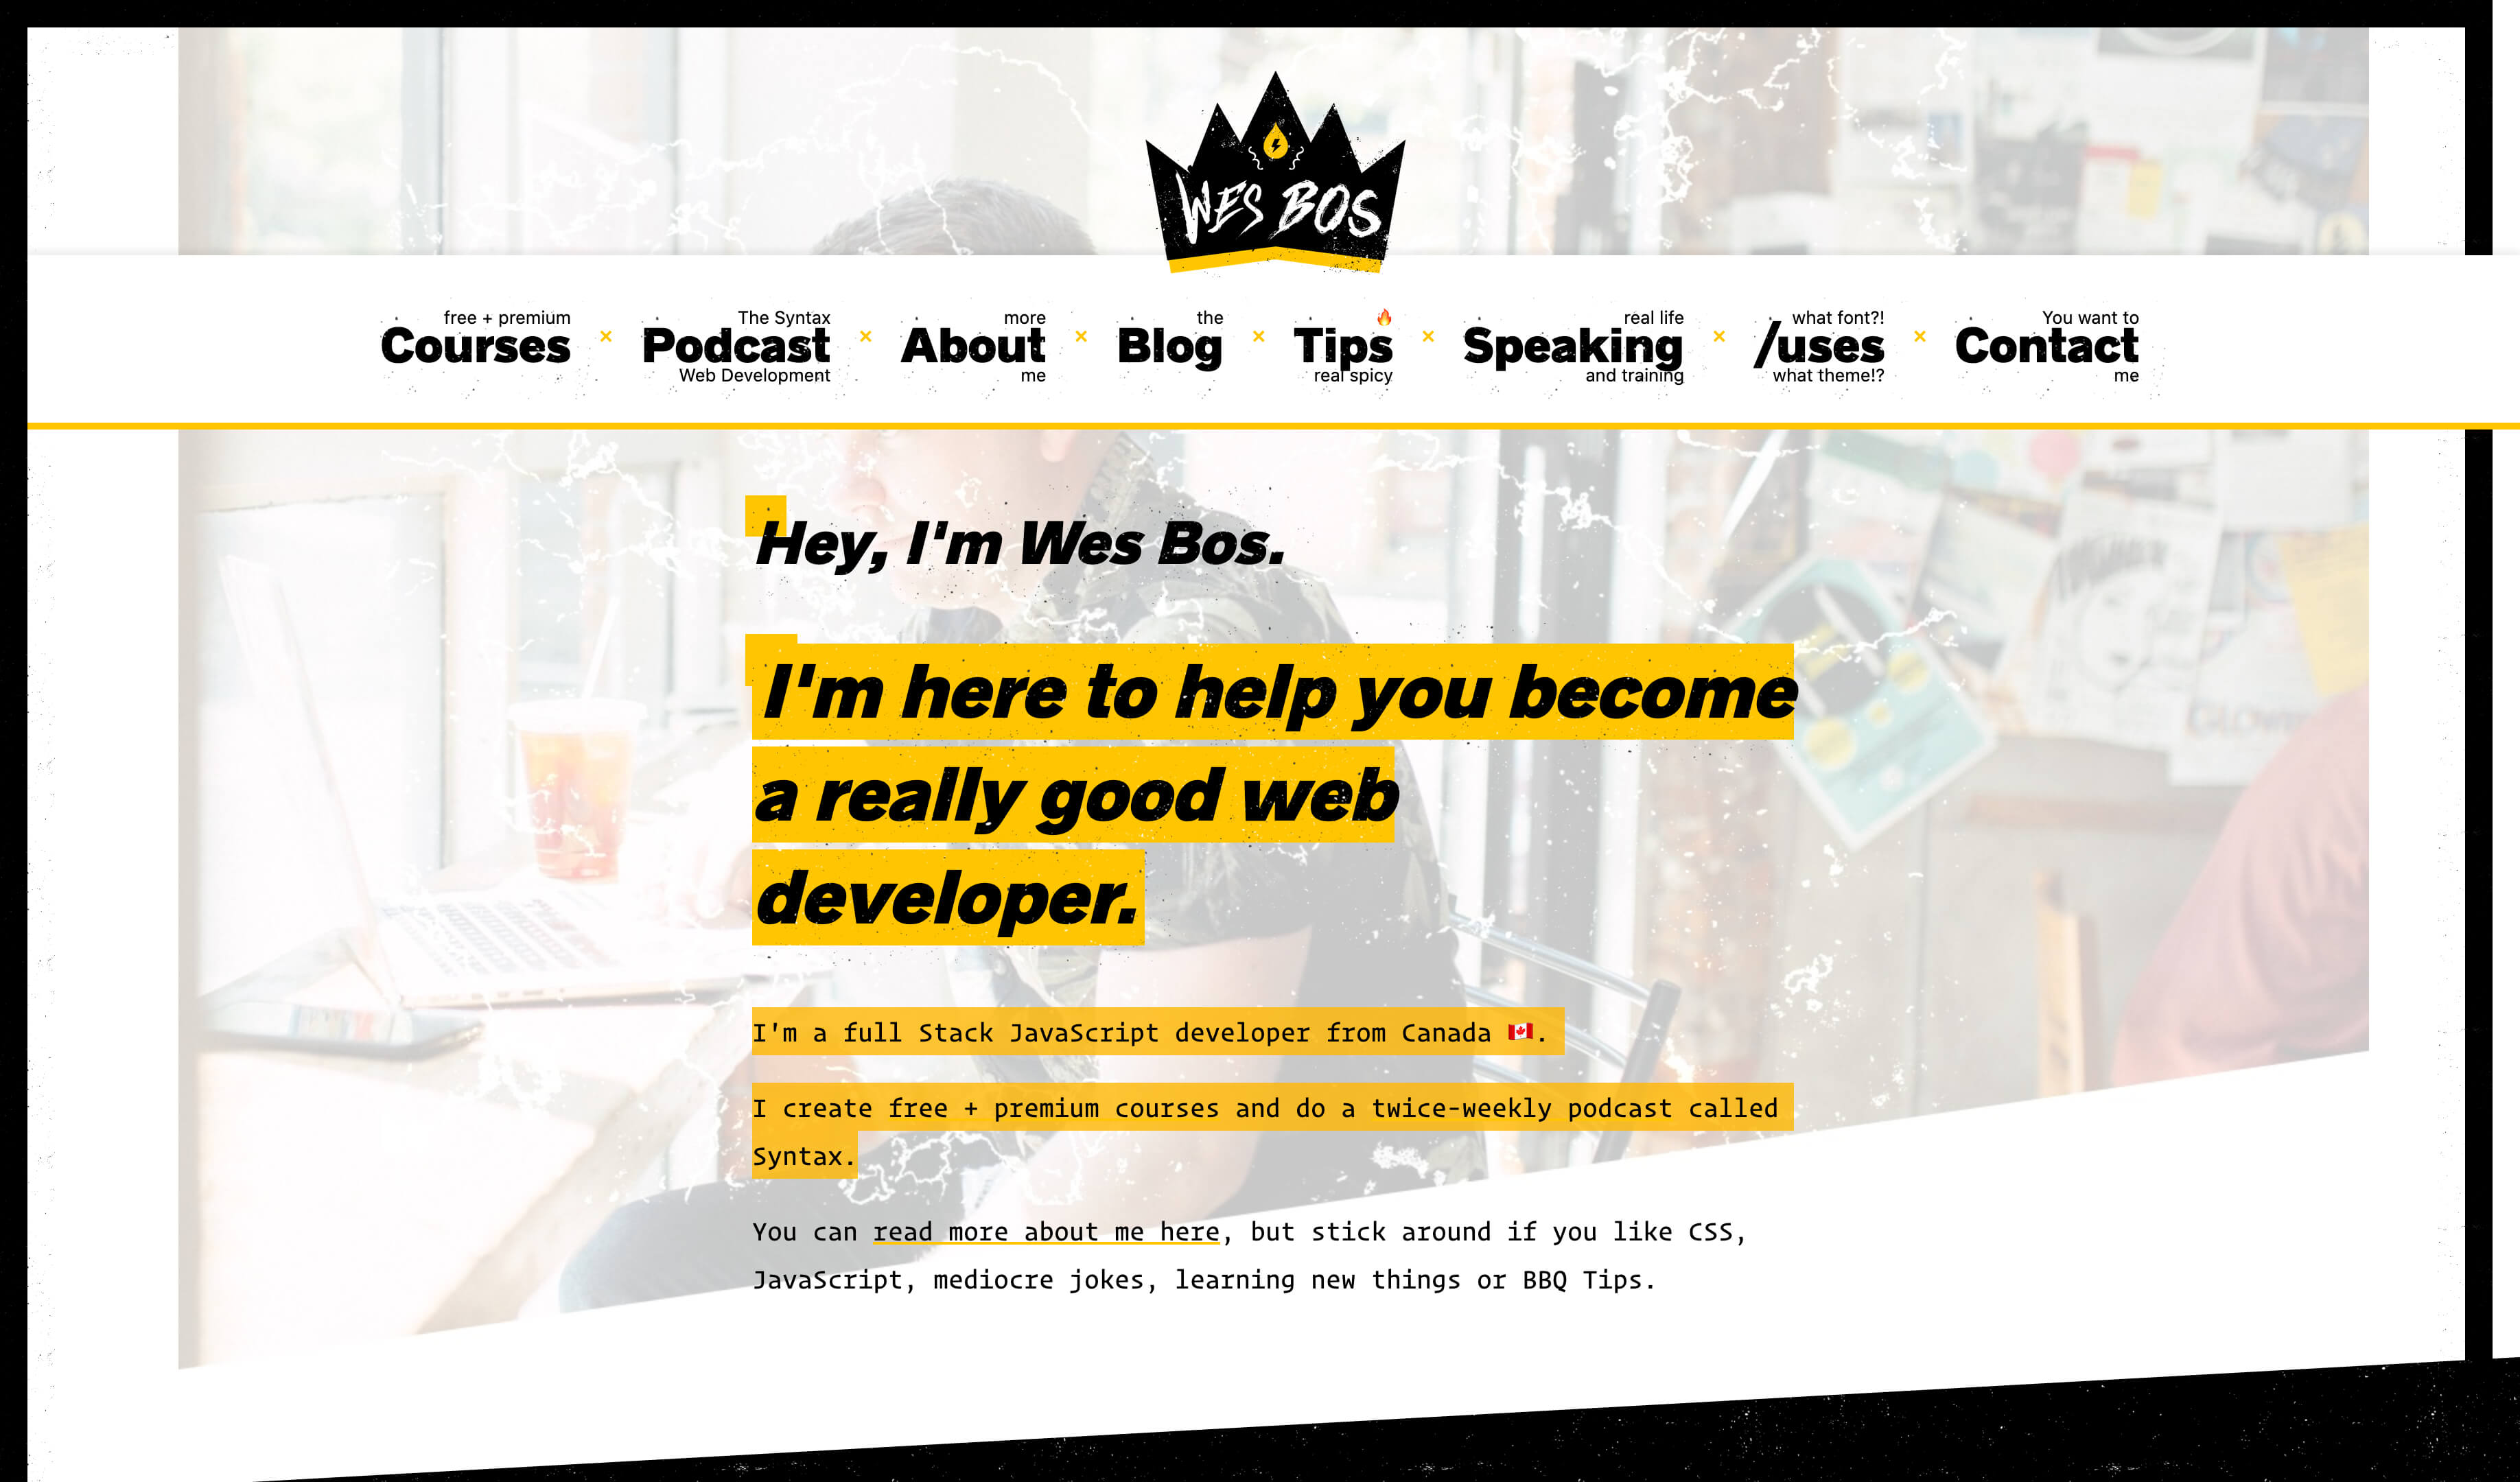 WES BOS
free + premium
Courses
×
The Syntax
Podcast
Web Development
×
more
About
me
×
the
Blog
×
🔥
Tips
real spicy
×
real life
Speaking
and training
×
what font?!
/uses
what theme!?
×
You want to
Contact
me
Hey, I'm Wes Bos.
I'm here to help you become
a really good web
developer.
I'm a full Stack JavaScript developer from Canada 🇨🇦.
I create free + premium courses and do a twice-weekly podcast called
Syntax.
You can read more about me here, but stick around if you like CSS,
JavaScript, mediocre jokes, learning new things or BBQ Tips.